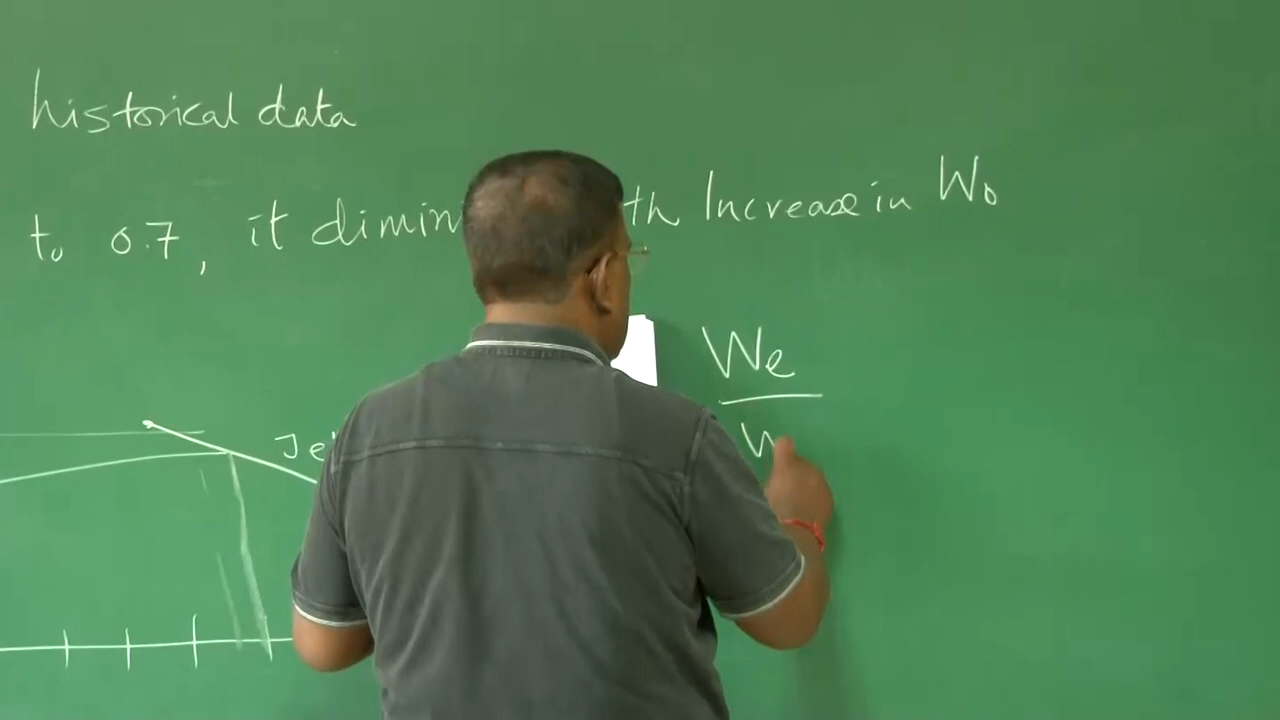 historical data
to 0.7, it dimin th Increase in Wo
We
W
Je